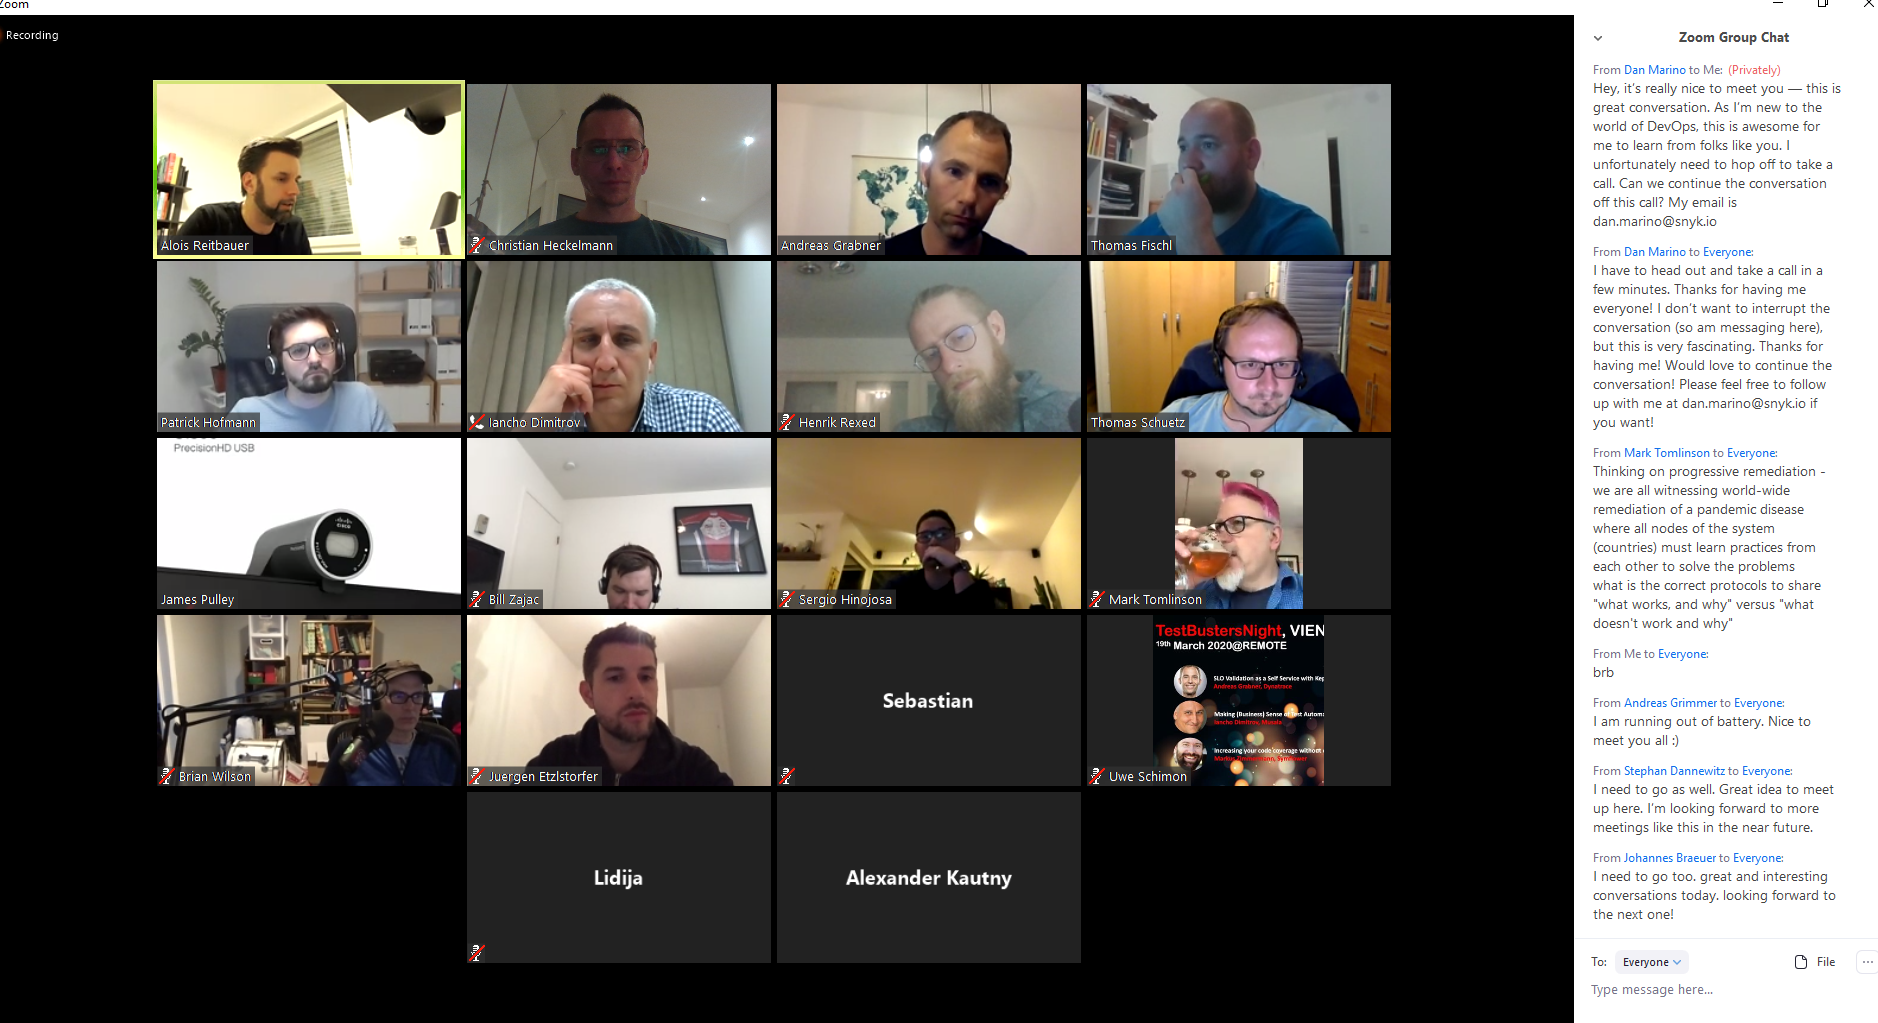 Zoom
Recording
Alois Reitbauer
Christian Heckelmann
Andreas Grabner
Thomas Fischl
Patrick Hofmann
Iancho Dimitrov
Henrik Rexed
Thomas Schuetz
PrecisionHD USB
CISCO
James Pulley
Bill Zajac
Sergio Hinojosa
Mark Tomlinson
Brian Wilson
Juergen Etzlstorfer
Sebastian
TestBustersNight, VIEN
19th March 2020@REMOTE
SLO Validation as a Self Service with Kep
Andreas Grabner, Dynatrace
Making (Business) Sense of Test Automa
Iancho Dimitrov, Musala
Increasing your code coverage without
Uwe Schimon
Lidija
Alexander Kautny
Zoom Group Chat
From Dan Marino to Me: (Privately)
Hey, it's really nice to meet you — this is
great conversation. As I'm new to the
world of DevOps, this is awesome for
me to learn from folks like you. I
unfortunately need to hop off to take a
call. Can we continue the conversation
off this call? My email is
dan.marino@snyk.io
From Dan Marino to Everyone:
I have to head out and take a call in a
few minutes. Thanks for having me
everyone! I don't want to interrupt the
conversation (so am messaging here),
but this is very fascinating. Thanks for
having me! Would love to continue the
conversation! Please feel free to follow
up with me at dan.marino@snyk.io if
you want!
From Mark Tomlinson to Everyone:
Thinking on progressive remediation -
we are all witnessing world-wide
remediation of a pandemic disease
where all nodes of the system
(countries) must learn practices from
each other to solve the problems
what is the correct protocols to share
"what works, and why" versus "what
doesn't work and why"
From Me to Everyone:
brb
From Andreas Grimmer to Everyone:
I am running out of battery. Nice to
meet you all :)
From Stephan Dannewitz to Everyone:
I need to go as well. Great idea to meet
up here. I'm looking forward to more
meetings like this in the near future.
From Johannes Braeuer to Everyone:
I need to go too. great and interesting
conversations today. looking forward to
the next one!
To: Everyone
File
Type message here...